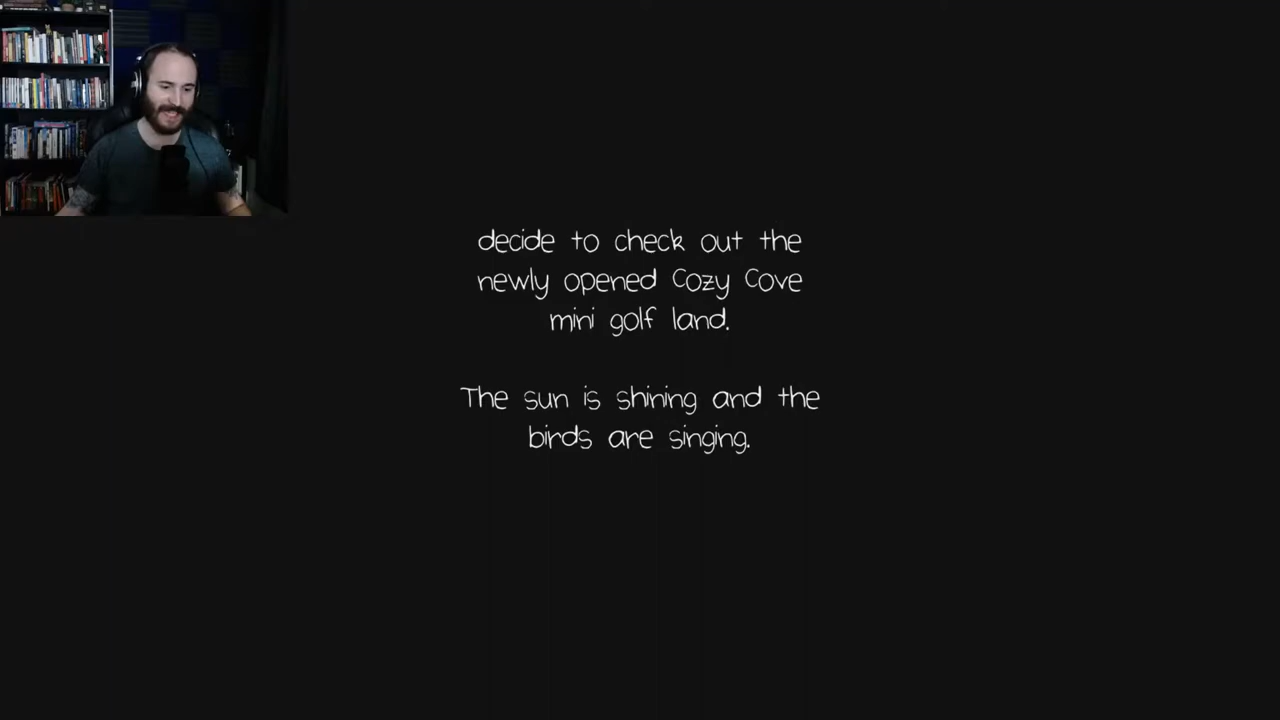 decide to check out the
newly opened Cozy Cove
mini golf land.
The sun is shining and the
birds are singing.